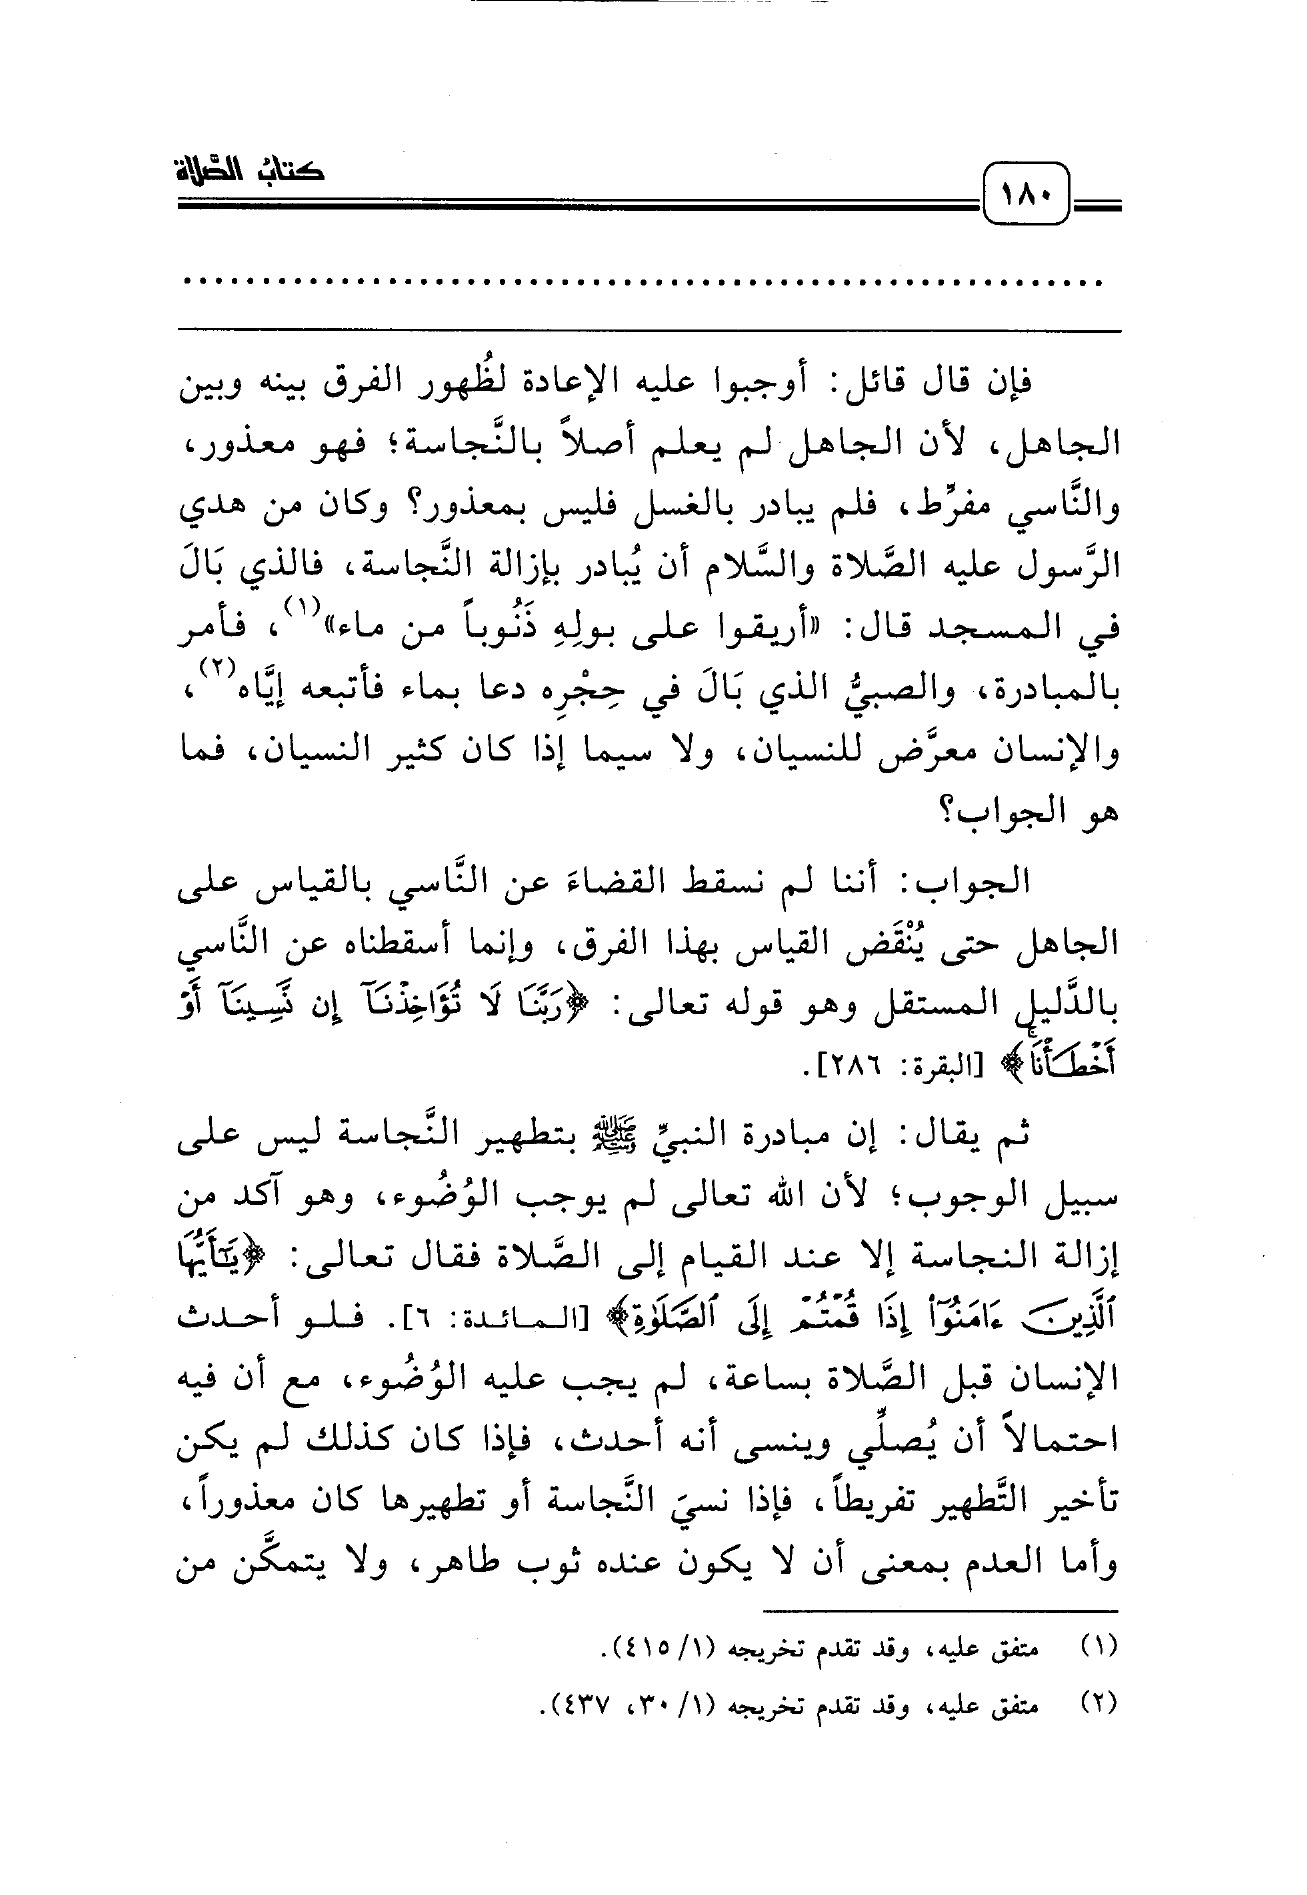 كتاب الصّلاة
١٨٠
فإن قال قائل: أوجبوا عليه الإعادة لظُهور الفرق بينه وبين
الجاهل، لأن الجاهل لم يعلم أصلاً بالنَّجاسة؛ فهو معذور،
والنَّاسي مفرِّط، فلم يبادر بالغسل فليس بمعذور؟ وكان من هدي
الرَّسول عليه الصَّلاة والسَّلام أن يُبادر بإزالة النَّجاسة، فالذي بَالَ
في المسجد قال: «أريقوا على بولِهِ ذَنُوباً من ماء»(١)، فأمر
بالمبادرة، والصبيُّ الذي بَالَ في حِجْرِه دعا بماء فأتبعه إيَّاه(٢)،
والإنسان معرَّض للنسيان، ولا سيما إذا كان كثير النسيان، فما
هو الجواب؟
الجواب: أننا لم نسقط القضاءَ عن النَّاسي بالقياس على
الجاهل حتى يُنْقَض القياس بهذا الفرق، وإنما أسقطناه عن النَّاسي
بالدَّليل المستقل وهو قوله تعالى: ﴿رَبَّنَا لَا تُؤَاخِذْنَآ إِن نَّسِينَآ أَوْ
أَخْطَأْنَاۚ﴾ [البقرة: ٢٨٦].
ثم يقال: إن مبادرة النبيِّ ﷺ بتطهير النَّجاسة ليس على
سبيل الوجوب؛ لأن الله تعالى لم يوجب الوُضُوء، وهو آكد من
إزالة النجاسة إلا عند القيام إلى الصَّلاة فقال تعالى: ﴿يَٰٓأَيُّهَا
ٱلَّذِينَ ءَامَنُوٓاْ إِذَا قُمْتُمْ إِلَى ٱلصَّلَوٰةِ﴾ [المائدة: ٦]. فلو أحدث
الإنسان قبل الصَّلاة بساعة، لم يجب عليه الوُضُوء، مع أن فيه
احتمالاً أن يُصلِّي وينسى أنه أحدث، فإذا كان كذلك لم يكن
تأخير التَّطهير تفريطاً، فإذا نسيَ النَّجاسة أو تطهيرها كان معذوراً،
وأما العدم بمعنى أن لا يكون عنده ثوب طاهر، ولا يتمكَّن من
(١) متفق عليه، وقد تقدم تخريجه (١/ ٤١٥).
(٢) متفق عليه، وقد تقدم تخريجه (١/ ٣٠، ٤٣٧).